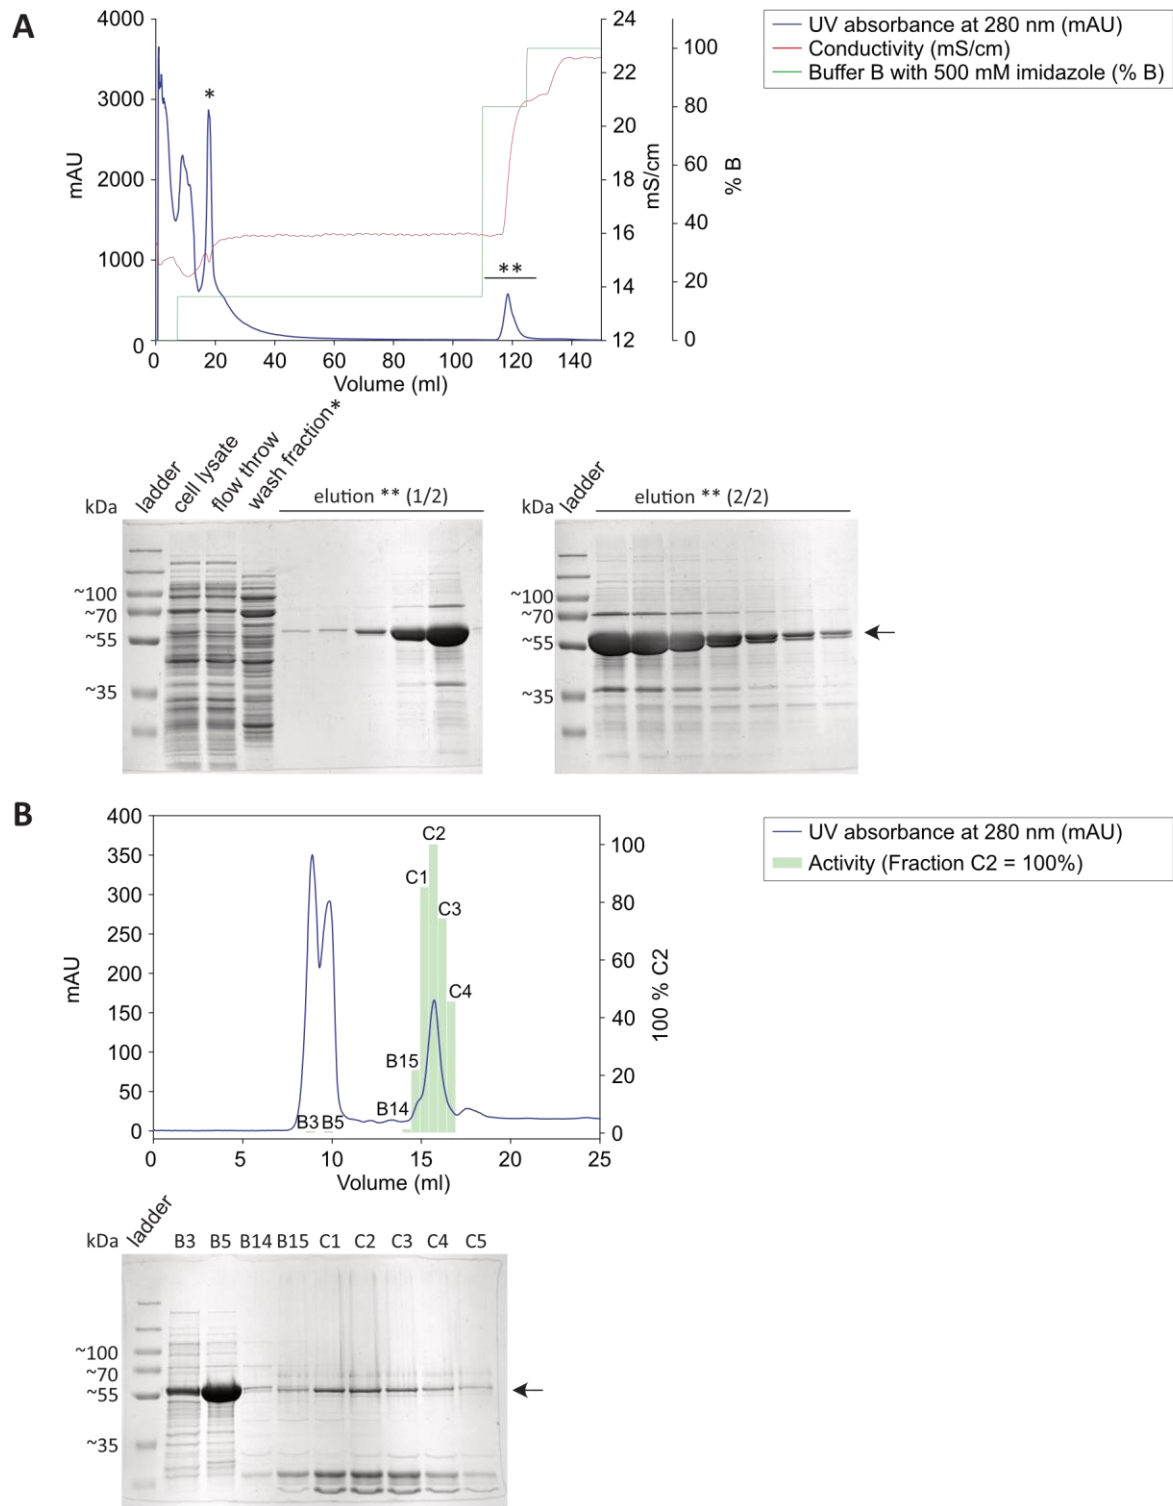 A
4000
3000
2000
1000
0
mAU
0 20 40 60 80 100 120 140
Volume (ml)
*
**
24
22
20
18
16
14
12
mS/cm
100
80
60
40
20
0
% B
UV absorbance at 280 nm (mAU)
Conductivity (mS/cm)
Buffer B with 500 mM imidazole (% B)
kDa
ladder
cell lysate
flow throw
wash fraction*
elution ** (1/2)
~100
~70
~55
~35
kDa
ladder
elution ** (2/2)
~100
~70
~55
~35
B
400
350
300
250
200
150
100
50
0
mAU
0 5 10 15 20 25
Volume (ml)
B3 B5 B14 B15 C1 C2 C3 C4
100
80
60
40
20
0
100 % C2
UV absorbance at 280 nm (mAU)
Activity (Fraction C2 = 100%)
kDa
ladder
B3 B5 B14 B15 C1 C2 C3 C4 C5
~100
~70
~55
~35